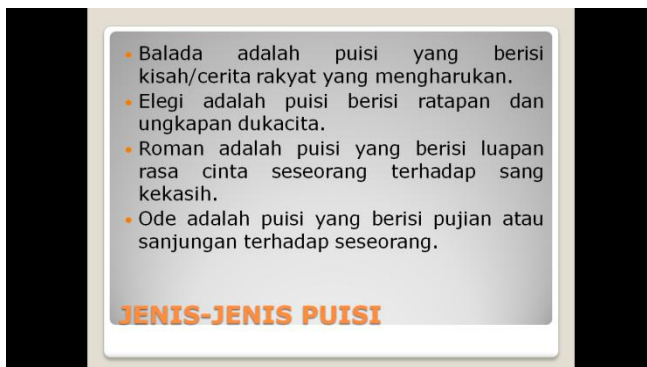 • Balada adalah puisi yang berisi
kisah/cerita rakyat yang mengharukan.
• Elegi adalah puisi berisi ratapan dan
ungkapan dukacita.
• Roman adalah puisi yang berisi luapan
rasa cinta seseorang terhadap sang
kekasih.
• Ode adalah puisi yang berisi pujian atau
sanjungan terhadap seseorang.
JENIS-JENIS PUISI